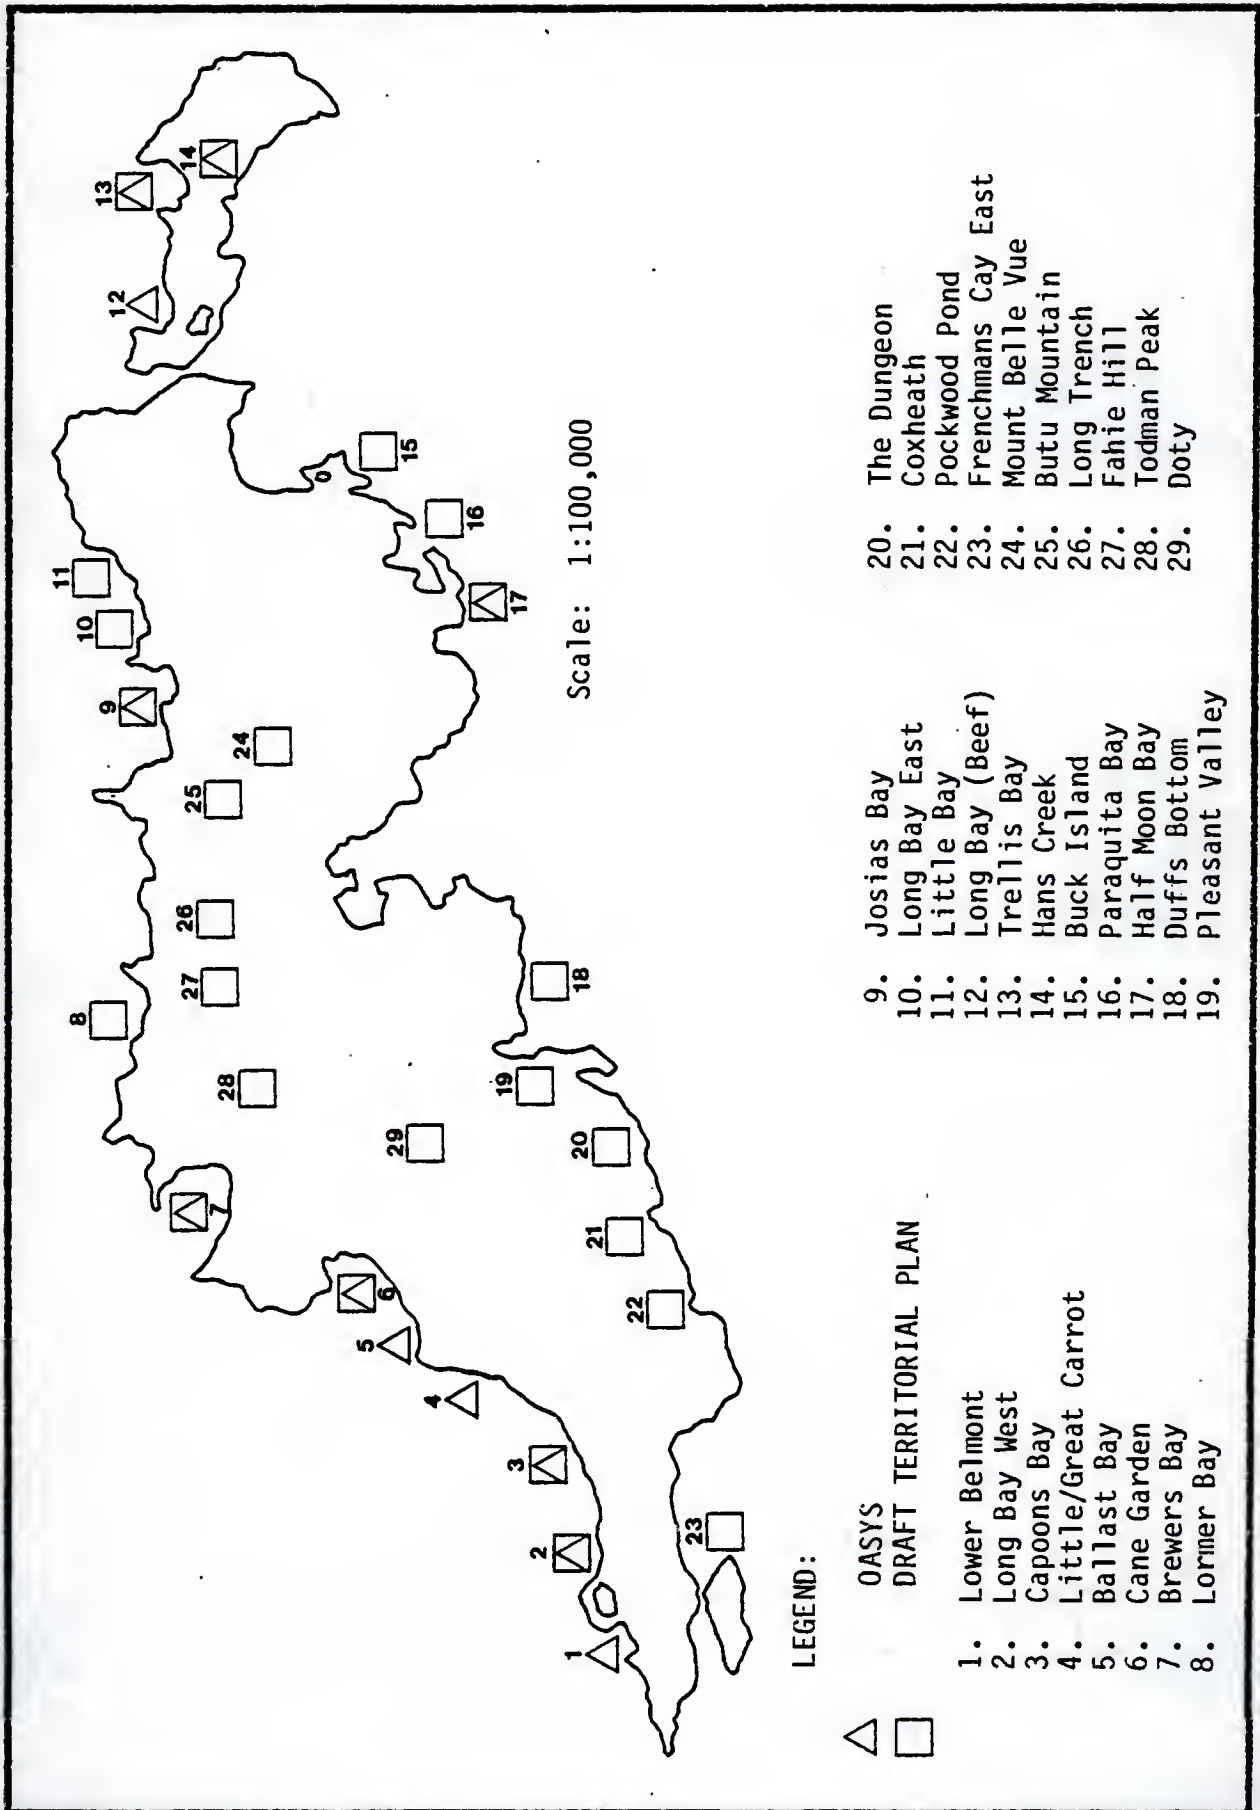 1
2
3
4
5
6
7
8
9
10
11
12
13
14
15
16
17
18
19
20
21
22
23
24
25
26
27
28
29
Scale: 1:100,000
LEGEND:
OASYS
DRAFT TERRITORIAL PLAN
1. Lower Belmont
2. Long Bay West
3. Capoons Bay
4. Little/Great Carrot
5. Ballast Bay
6. Cane Garden
7. Brewers Bay
8. Lormer Bay
9. Josias Bay
10. Long Bay East
11. Little Bay
12. Long Bay (Beef)
13. Trellis Bay
14. Hans Creek
15. Buck Island
16. Paraquita Bay
17. Half Moon Bay
18. Duffs Bottom
19. Pleasant Valley
20. The Dungeon
21. Coxheath
22. Pockwood Pond
23. Frenchmans Cay East
24. Mount Belle Vue
25. Butu Mountain
26. Long Trench
27. Fahie Hill
28. Todman Peak
29. Doty